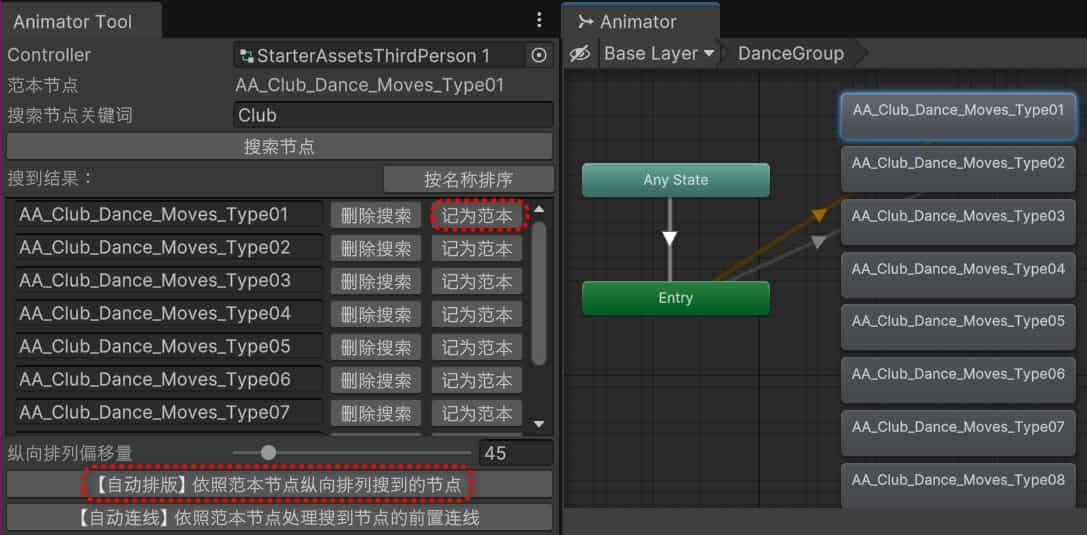 Animator Tool
Controller
StarterAssetsThirdPerson 1
范本节点
AA_Club_Dance_Moves_Type01
搜索节点关键词
Club
搜索节点
搜到结果：
按名称排序
AA_Club_Dance_Moves_Type01 删除搜索 记为范本
AA_Club_Dance_Moves_Type02 删除搜索 记为范本
AA_Club_Dance_Moves_Type03 删除搜索 记为范本
AA_Club_Dance_Moves_Type04 删除搜索 记为范本
AA_Club_Dance_Moves_Type05 删除搜索 记为范本
AA_Club_Dance_Moves_Type06 删除搜索 记为范本
AA_Club_Dance_Moves_Type07 删除搜索 记为范本
纵向排列偏移量
45
【自动排版】依照范本节点纵向排列搜到的节点
【自动连线】依照范本节点处理搜到节点的前置连线
Animator
Base Layer
DanceGroup
Any State
Entry
AA_Club_Dance_Moves_Type01
AA_Club_Dance_Moves_Type02
AA_Club_Dance_Moves_Type03
AA_Club_Dance_Moves_Type04
AA_Club_Dance_Moves_Type05
AA_Club_Dance_Moves_Type06
AA_Club_Dance_Moves_Type07
AA_Club_Dance_Moves_Type08